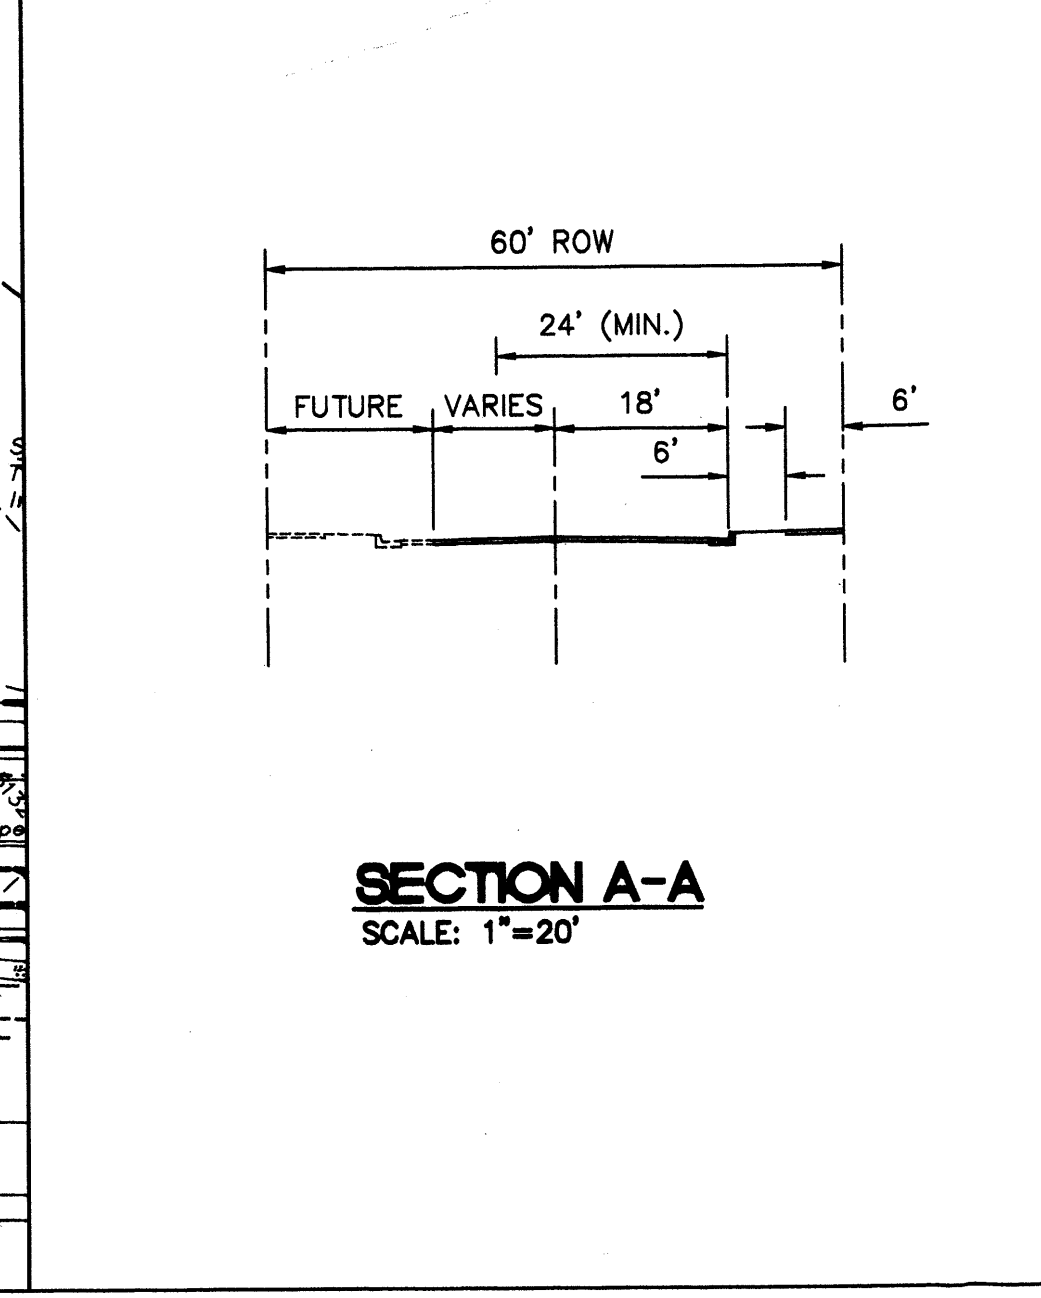 60' ROW
24' (MIN.)
FUTURE VARIES 18' 6'
6'
SECTION A-A
SCALE: 1"=20'